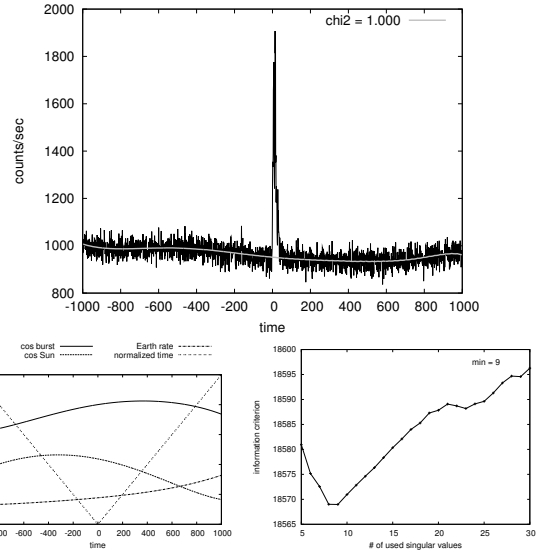 2000
1800
1600
1400
1200
1000
800
counts/sec
chi2 = 1.000
-1000 -800 -600 -400 -200 0 200 400 600 800 1000
time
cos burst
cos Sun
Earth rate
normalized time
-800 -600 -400 -200 0 200 400 600 800 1000
time
18600
18595
18590
18585
18580
18575
18570
18565
information criterion
min = 9
5 10 15 20 25 30
# of used singular values